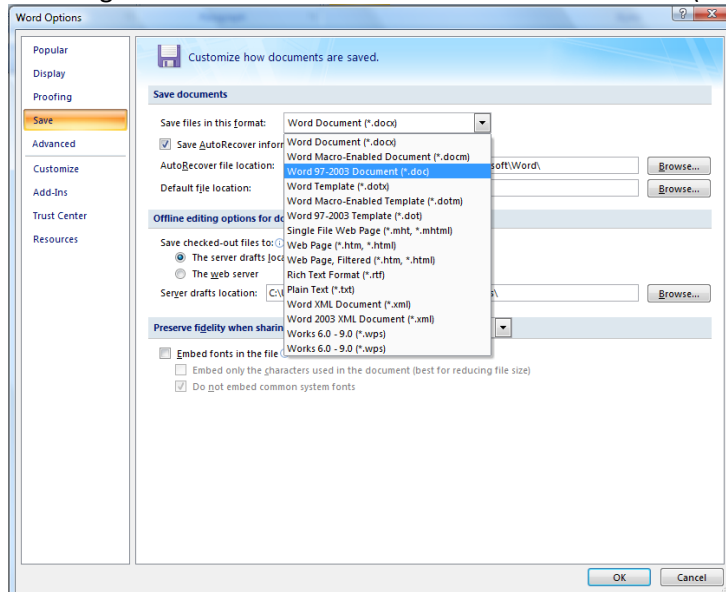 Word Options
Popular
Display
Proofing
Save
Advanced
Customize
Add-Ins
Trust Center
Resources
Customize how documents are saved.
Save documents
Save files in this format: Word Document (*.docx)
Save AutoRecover infor
AutoRecover file location: soft\Word\ Browse...
Default file location: Browse...
Word Document (*.docx)
Word Macro-Enabled Document (*.docm)
Word 97-2003 Document (*.doc)
Word Template (*.dotx)
Word Macro-Enabled Template (*.dotm)
Word 97-2003 Template (*.dot)
Single File Web Page (*.mht, *.mhtml)
Web Page (*.htm, *.html)
Web Page, Filtered (*.htm, *.html)
Rich Text Format (*.rtf)
Plain Text (*.txt)
Word XML Document (*.xml)
Word 2003 XML Document (*.xml)
Works 6.0 - 9.0 (*.wps)
Works 6.0 - 9.0 (*.wps)
Offline editing options for do
Save checked-out files to:
The server drafts loca
The web server
Server drafts location: C:\ s\ Browse...
Preserve fidelity when sharin
Embed fonts in the file
Embed only the characters used in the document (best for reducing file size)
Do not embed common system fonts
OK Cancel